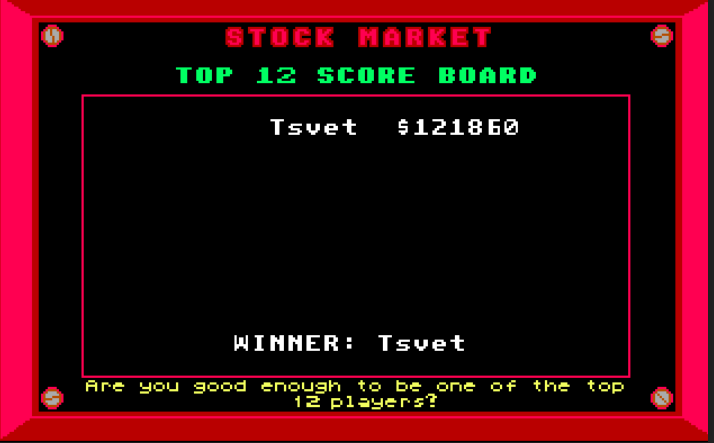 STOCK MARKET
TOP 12 SCORE BOARD
Tsvet $121860
WINNER: Tsvet
Are you good enough to be one of the top
12 players?